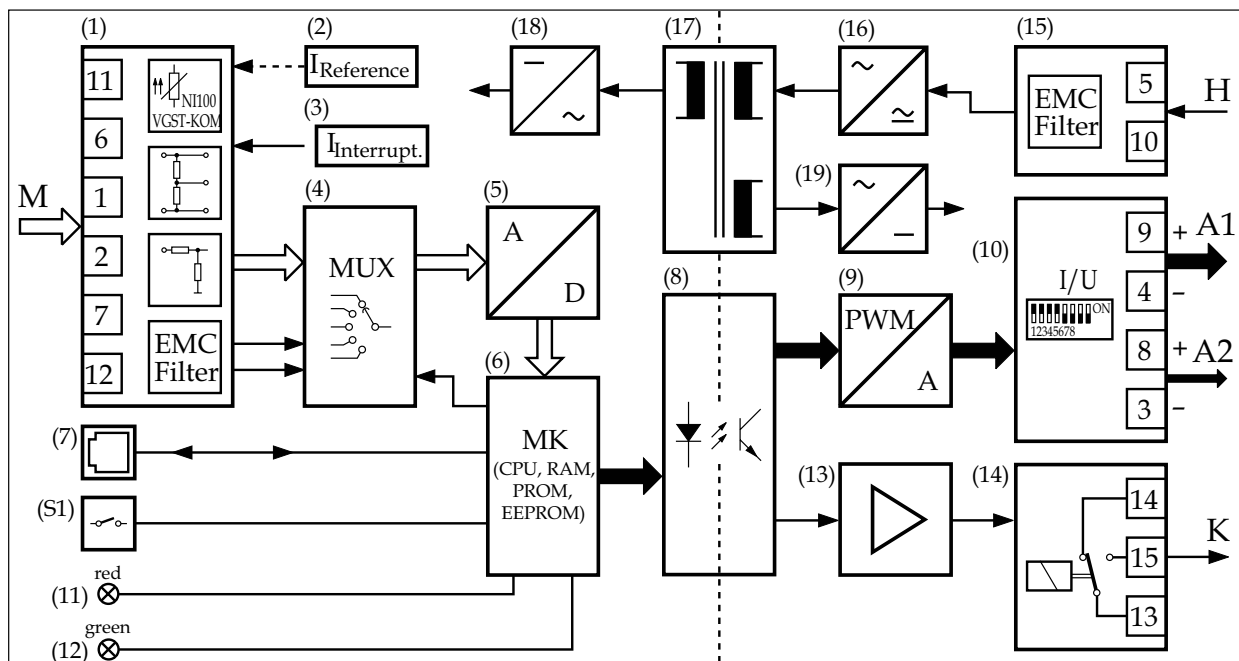 (1)
(2)
(18)
(17)
(16)
(15)
11
NI100
VGST-KOM
I Reference
–
~
~
≂
EMC
Filter
5
10
H
(3)
I Interrupt.
6
M
1
2
7
12
EMC
Filter
(4)
MUX
(5)
A
D
(19)
~
–
(8)
(9)
PWM
A
(10)
I/U
ON
12345678
9
4
8
3
+
–
+
–
A1
A2
(6)
MK
(CPU, RAM,
PROM,
EEPROM)
(7)
(S1)
red
(11)
green
(12)
(13)
(14)
14
15
13
K